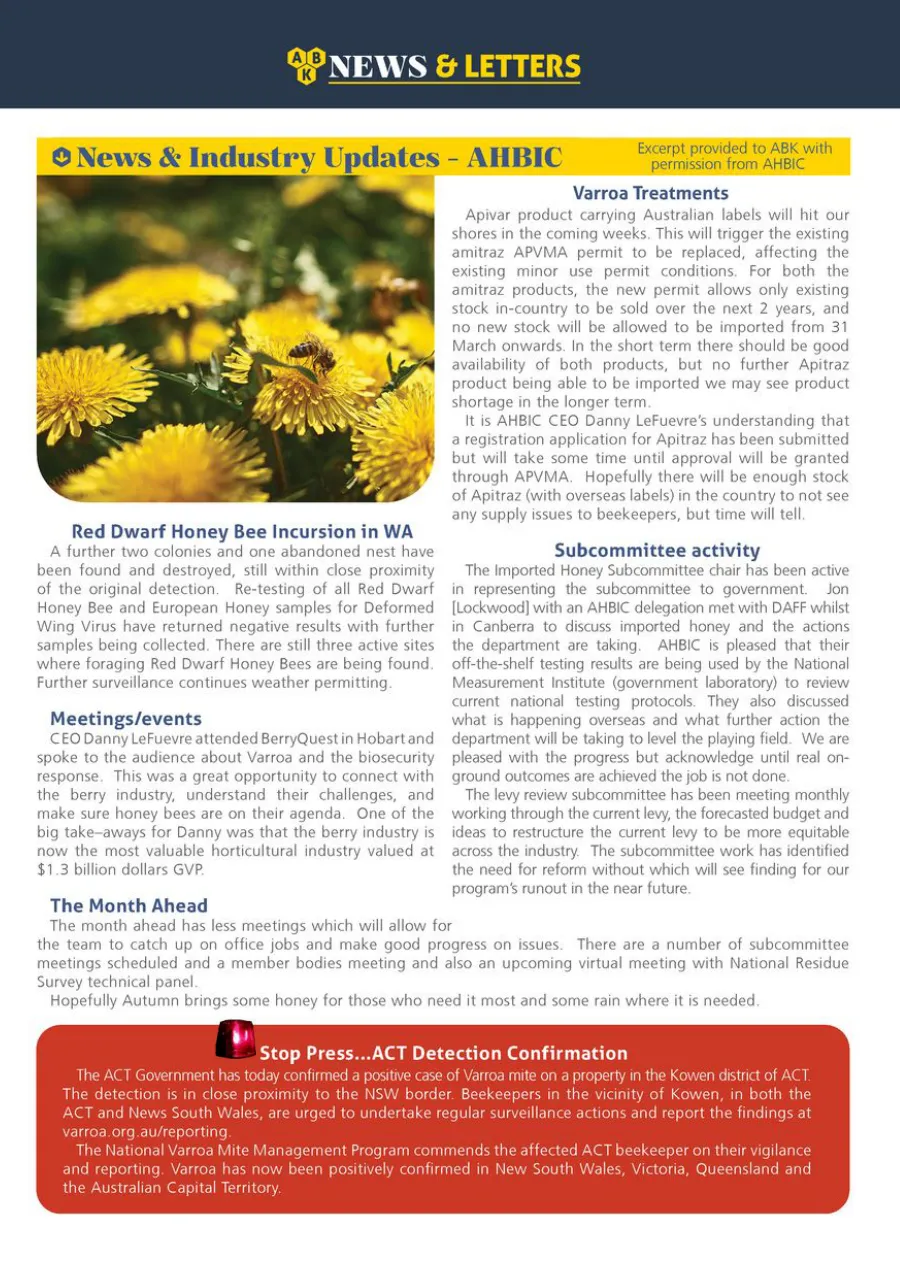 ABK NEWS & LETTERS
News & Industry Updates - AHBIC
Excerpt provided to ABK with
permission from AHBIC
Red Dwarf Honey Bee Incursion in WA
A further two colonies and one abandoned nest have
been found and destroyed, still within close proximity
of the original detection. Re-testing of all Red Dwarf
Honey Bee and European Honey samples for Deformed
Wing Virus have returned negative results with further
samples being collected. There are still three active sites
where foraging Red Dwarf Honey Bees are being found.
Further surveillance continues weather permitting.
Meetings/events
CEO Danny LeFuevre attended BerryQuest in Hobart and
spoke to the audience about Varroa and the biosecurity
response. This was a great opportunity to connect with
the berry industry, understand their challenges, and
make sure honey bees are on their agenda. One of the
big take–aways for Danny was that the berry industry is
now the most valuable horticultural industry valued at
$1.3 billion dollars GVP.
Varroa Treatments
Apivar product carrying Australian labels will hit our
shores in the coming weeks. This will trigger the existing
amitraz APVMA permit to be replaced, affecting the
existing minor use permit conditions. For both the
amitraz products, the new permit allows only existing
stock in-country to be sold over the next 2 years, and
no new stock will be allowed to be imported from 31
March onwards. In the short term there should be good
availability of both products, but no further Apitraz
product being able to be imported we may see product
shortage in the longer term.
It is AHBIC CEO Danny LeFuevre's understanding that
a registration application for Apitraz has been submitted
but will take some time until approval will be granted
through APVMA. Hopefully there will be enough stock
of Apitraz (with overseas labels) in the country to not see
any supply issues to beekeepers, but time will tell.
Subcommittee activity
The Imported Honey Subcommittee chair has been active
in representing the subcommittee to government. Jon
[Lockwood] with an AHBIC delegation met with DAFF whilst
in Canberra to discuss imported honey and the actions
the department are taking. AHBIC is pleased that their
off-the-shelf testing results are being used by the National
Measurement Institute (government laboratory) to review
current national testing protocols. They also discussed
what is happening overseas and what further action the
department will be taking to level the playing field. We are
pleased with the progress but acknowledge until real on-
ground outcomes are achieved the job is not done.
The levy review subcommittee has been meeting monthly
working through the current levy, the forecasted budget and
ideas to restructure the current levy to be more equitable
across the industry. The subcommittee work has identified
the need for reform without which will see finding for our
program's runout in the near future.
The Month Ahead
The month ahead has less meetings which will allow for
the team to catch up on office jobs and make good progress on issues. There are a number of subcommittee
meetings scheduled and a member bodies meeting and also an upcoming virtual meeting with National Residue
Survey technical panel.
Hopefully Autumn brings some honey for those who need it most and some rain where it is needed.
Stop Press...ACT Detection Confirmation
The ACT Government has today confirmed a positive case of Varroa mite on a property in the Kowen district of ACT.
The detection is in close proximity to the NSW border. Beekeepers in the vicinity of Kowen, in both the
ACT and News South Wales, are urged to undertake regular surveillance actions and report the findings at
varroa.org.au/reporting.
The National Varroa Mite Management Program commends the affected ACT beekeeper on their vigilance
and reporting. Varroa has now been positively confirmed in New South Wales, Victoria, Queensland and
the Australian Capital Territory.